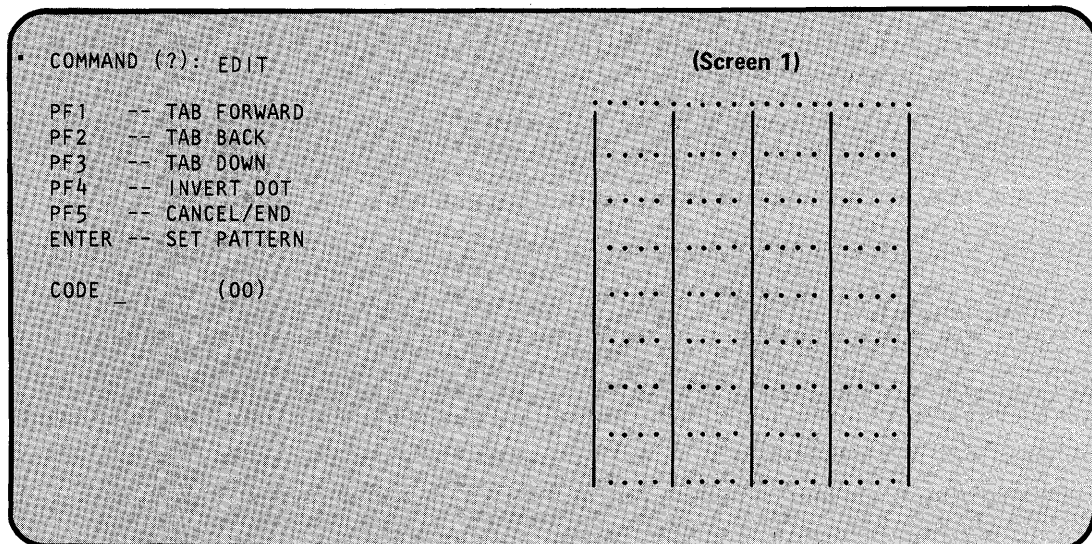 COMMAND (?): EDIT
(Screen 1)
PF1 -- TAB FORWARD
PF2 -- TAB BACK
PF3 -- TAB DOWN
PF4 -- INVERT DOT
PF5 -- CANCEL/END
ENTER -- SET PATTERN
CODE _ (00)